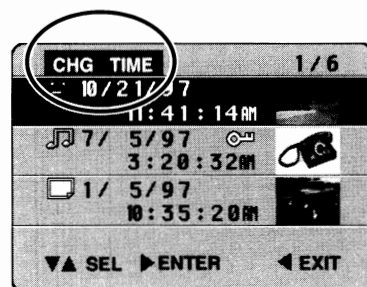 CHG TIME 1/6
10/21/97
11:41:14AM
7/ 5/97
3:20:32AM
1/ 5/97
10:35:20AM
▼▲ SEL ▶ENTER ◀EXIT